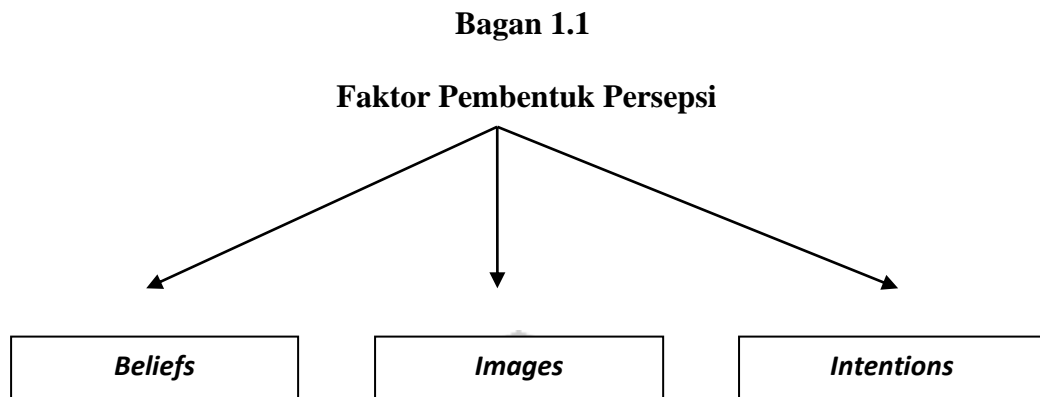 Bagan 1.1
Faktor Pembentuk Persepsi
Beliefs Images Intentions